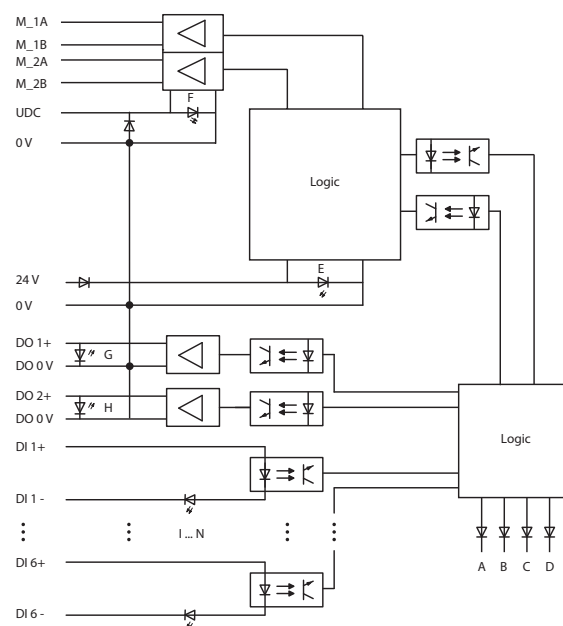 M_1A
M_1B
M_2A
M_2B
F
UDC
0 V
Logic
E
24 V
0 V
DO 1+
G
DO 0 V
DO 2+
H
DO 0 V
Logic
DI 1+
DI 1 -
I ... N
A B C D
DI 6+
DI 6 -